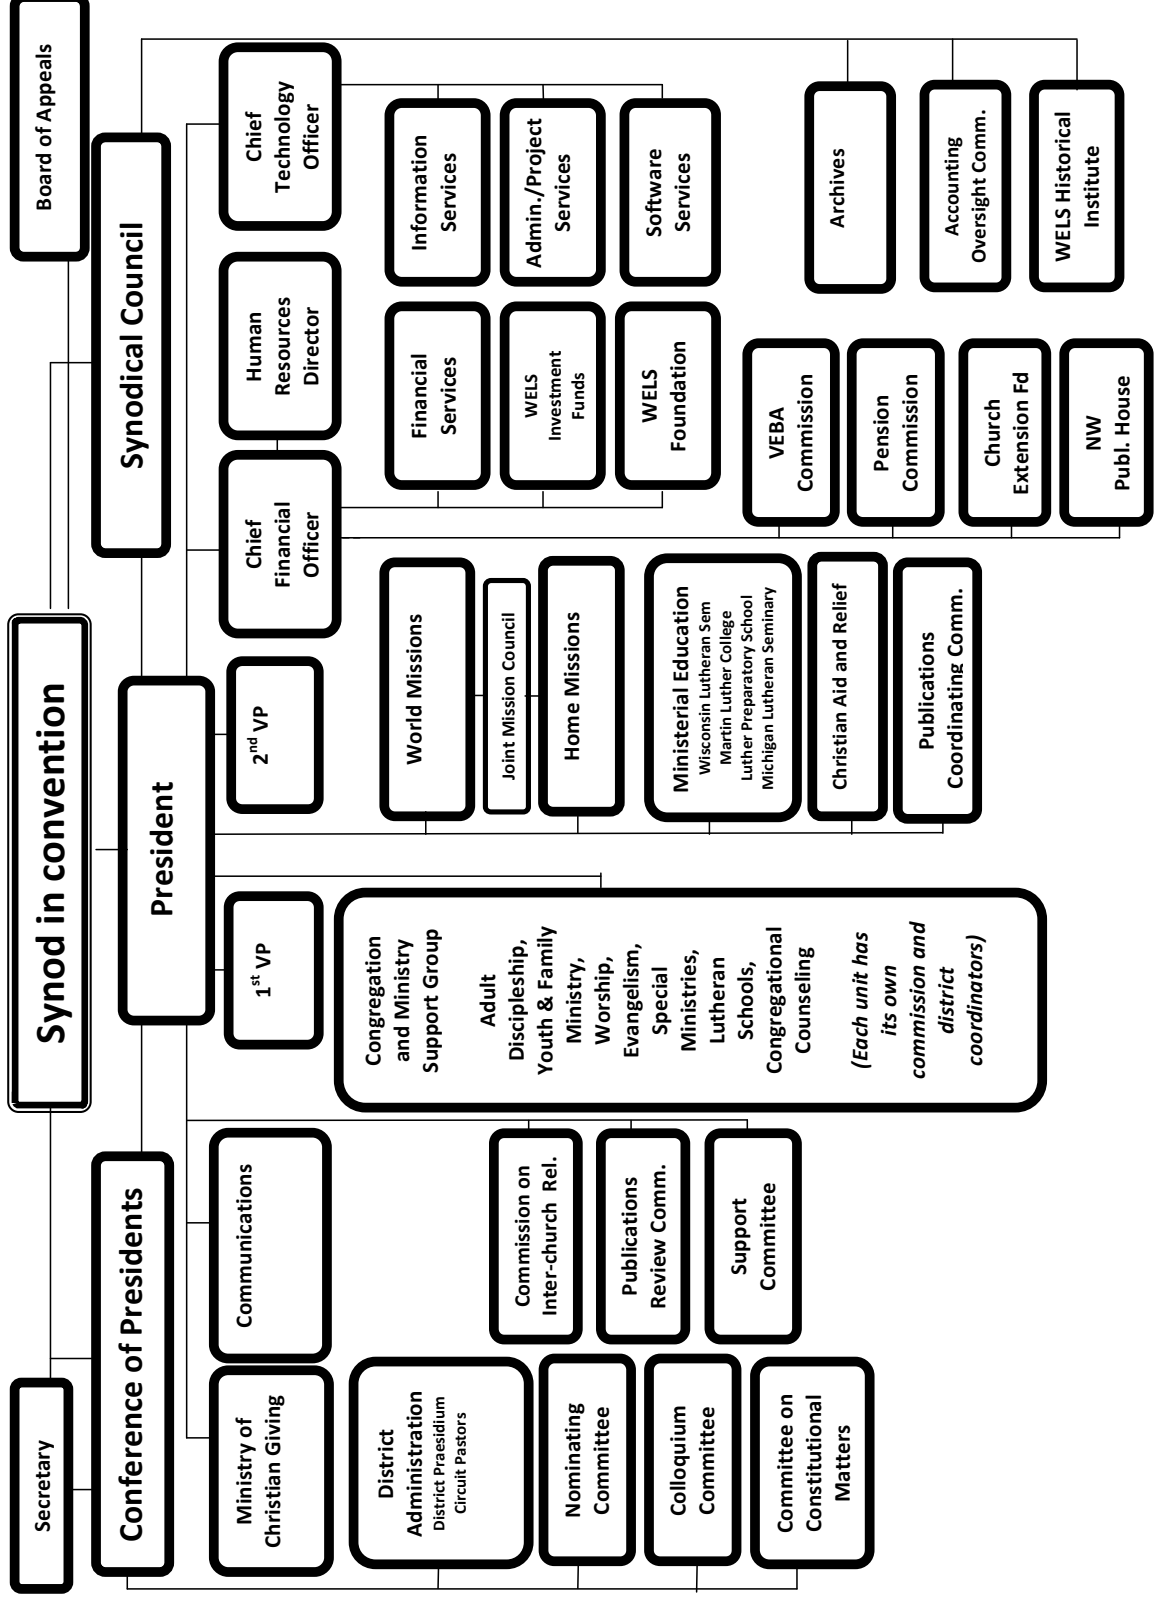 Synod in convention
Secretary
Board of Appeals
Conference of Presidents
President
Synodical Council
Ministry of
Christian Giving
Communications
1st VP
2nd VP
Chief
Financial
Officer
Human
Resources
Director
Chief
Technology
Officer
District
Administration
District Praesidium
Circuit Pastors
Nominating
Committee
Colloquium
Committee
Committee on
Constitutional
Matters
Commission on
Inter-church Rel.
Publications
Review Comm.
Support
Committee
Congregation
and Ministry
Support Group
Adult
Discipleship,
Youth & Family
Ministry,
Worship,
Evangelism,
Special
Ministries,
Lutheran
Schools,
Congregational
Counseling
(Each unit has
its own
commission and
district
coordinators)
World Missions
Joint Mission Council
Home Missions
Ministerial Education
Wisconsin Lutheran Sem
Martin Luther College
Luther Preparatory School
Michigan Lutheran Seminary
Christian Aid and Relief
Publications
Coordinating Comm.
Financial
Services
WELS
Investment
Funds
WELS
Foundation
VEBA
Commission
Pension
Commission
Church
Extension Fd
NW
Publ. House
Information
Services
Admin./Project
Services
Software
Services
Archives
Accounting
Oversight Comm.
WELS Historical
Institute